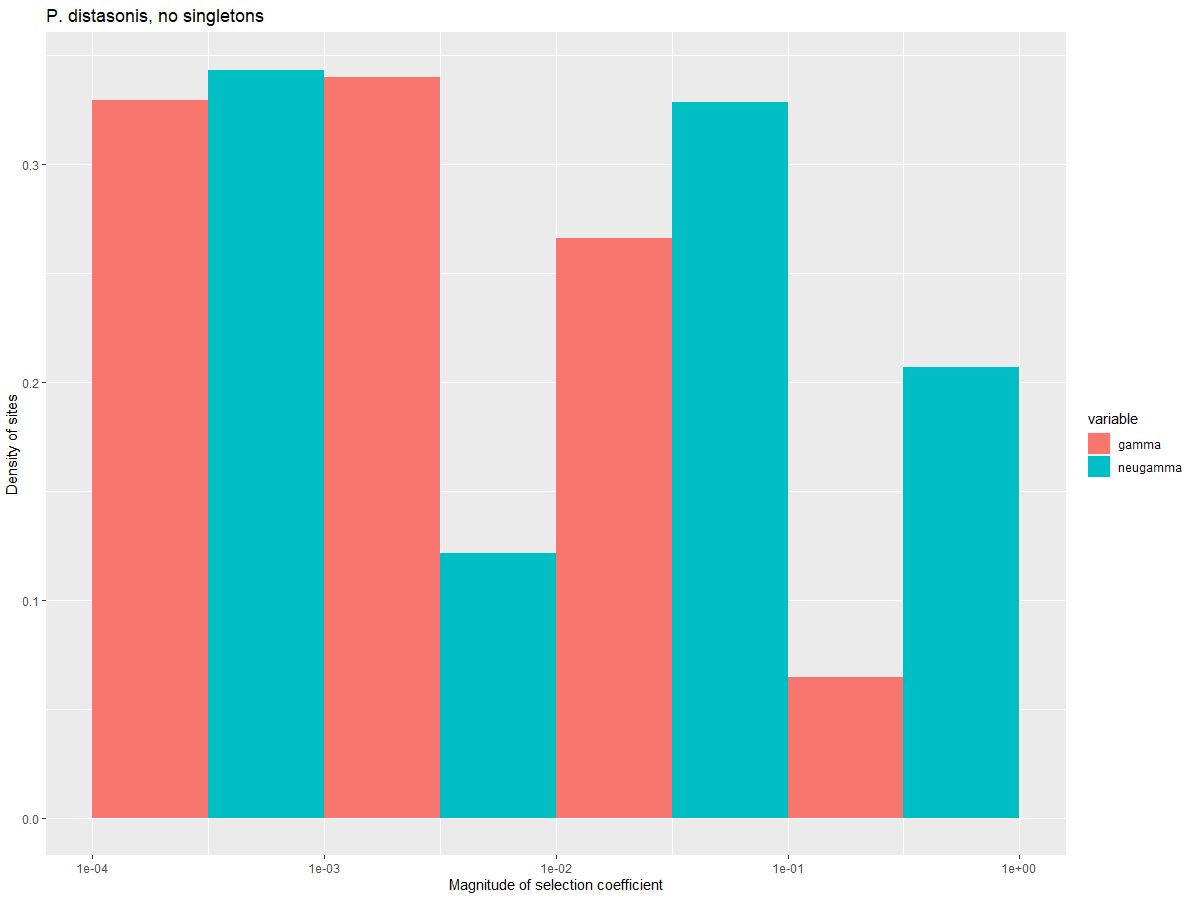 P. distasonis, no singletons
Density of sites
0.3
0.2
0.1
0.0
1e-04
1e-03
1e-02
1e-01
1e+00
Magnitude of selection coefficient
variable
gamma
neugamma